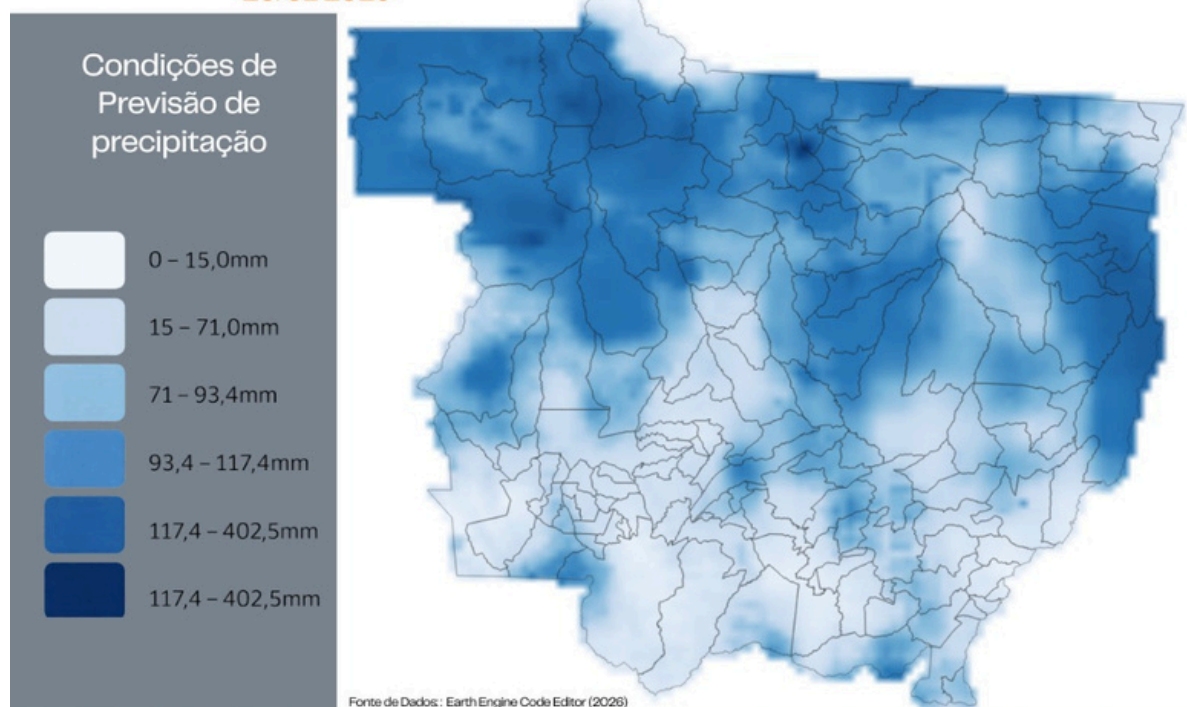 Condições de
Previsão de
precipitação
0 – 15,0mm
15 – 71,0mm
71 – 93,4mm
93,4 – 117,4mm
117,4 – 402,5mm
117,4 – 402,5mm
Fonte de Dados:: Earth Engine Code Editor (2026)